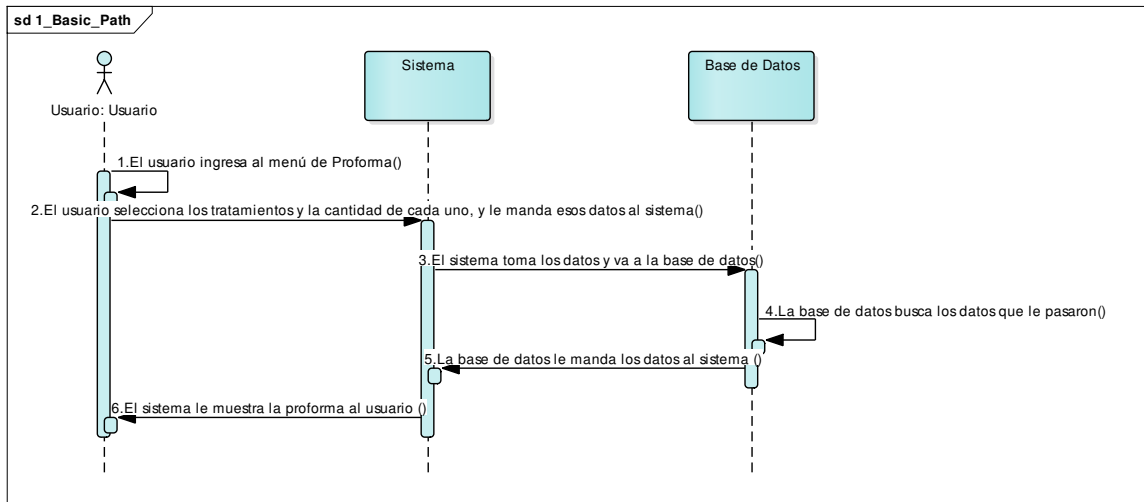 sd 1_Basic_Path
Usuario: Usuario
Sistema
Base de Datos
1.El usuario ingresa al menú de Proforma()
2.El usuario selecciona los tratamientos y la cantidad de cada uno, y le manda esos datos al sistema()
3.El sistema toma los datos y va a la base de datos()
4.La base de datos busca los datos que le pasaron()
5.La base de datos le manda los datos al sistema ()
6.El sistema le muestra la proforma al usuario ()